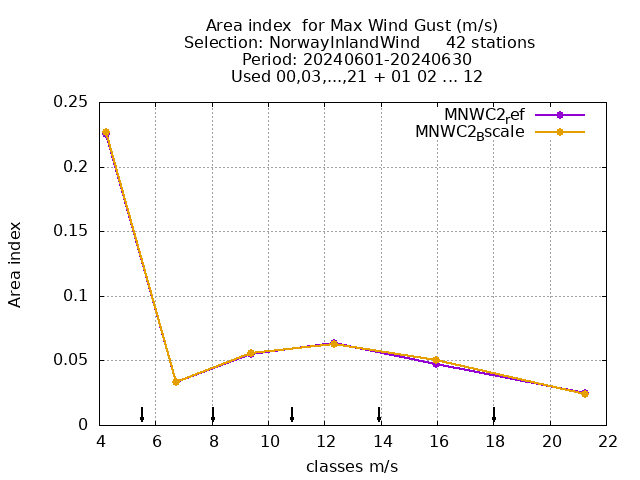 Area index  for Max Wind Gust (m/s)
Selection: NorwayInlandWind     42 stations
Period: 20240601-20240630
Used 00,03,...,21 + 01 02 ... 12
MNWC2_ref
MNWC2_Bscale
0.25
0.2
0.15
0.1
0.05
0
Area index
4 6 8 10 12 14 16 18 20 22
classes m/s